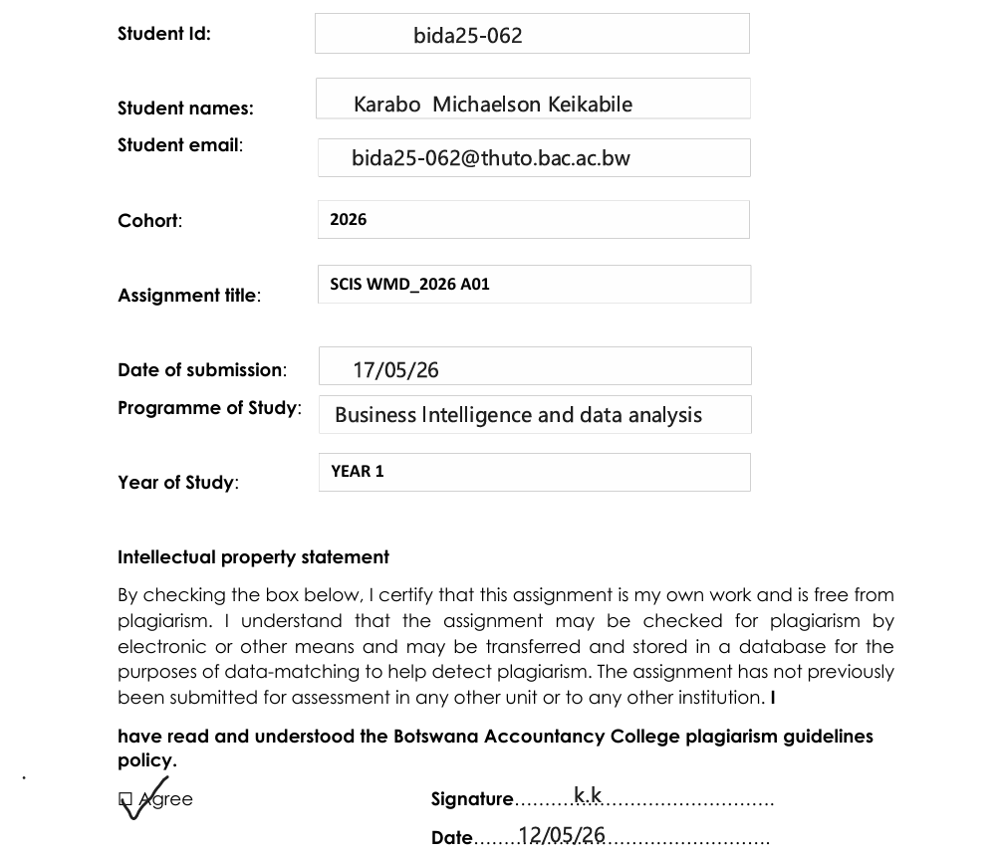 Student Id: bida25-062
Student names: Karabo Michaelson Keikabile
Student email: bida25-062@thuto.bac.ac.bw
Cohort: 2026
Assignment title: SCIS WMD_2026 A01
Date of submission: 17/05/26
Programme of Study: Business Intelligence and data analysis
Year of Study: YEAR 1
Intellectual property statement
By checking the box below, I certify that this assignment is my own work and is free from
plagiarism. I understand that the assignment may be checked for plagiarism by
electronic or other means and may be transferred and stored in a database for the
purposes of data-matching to help detect plagiarism. The assignment has not previously
been submitted for assessment in any other unit or to any other institution. I
have read and understood the Botswana Accountancy College plagiarism guidelines
policy.
☐ Agree Signature............k.k......................................
Date........12/05/26....................................